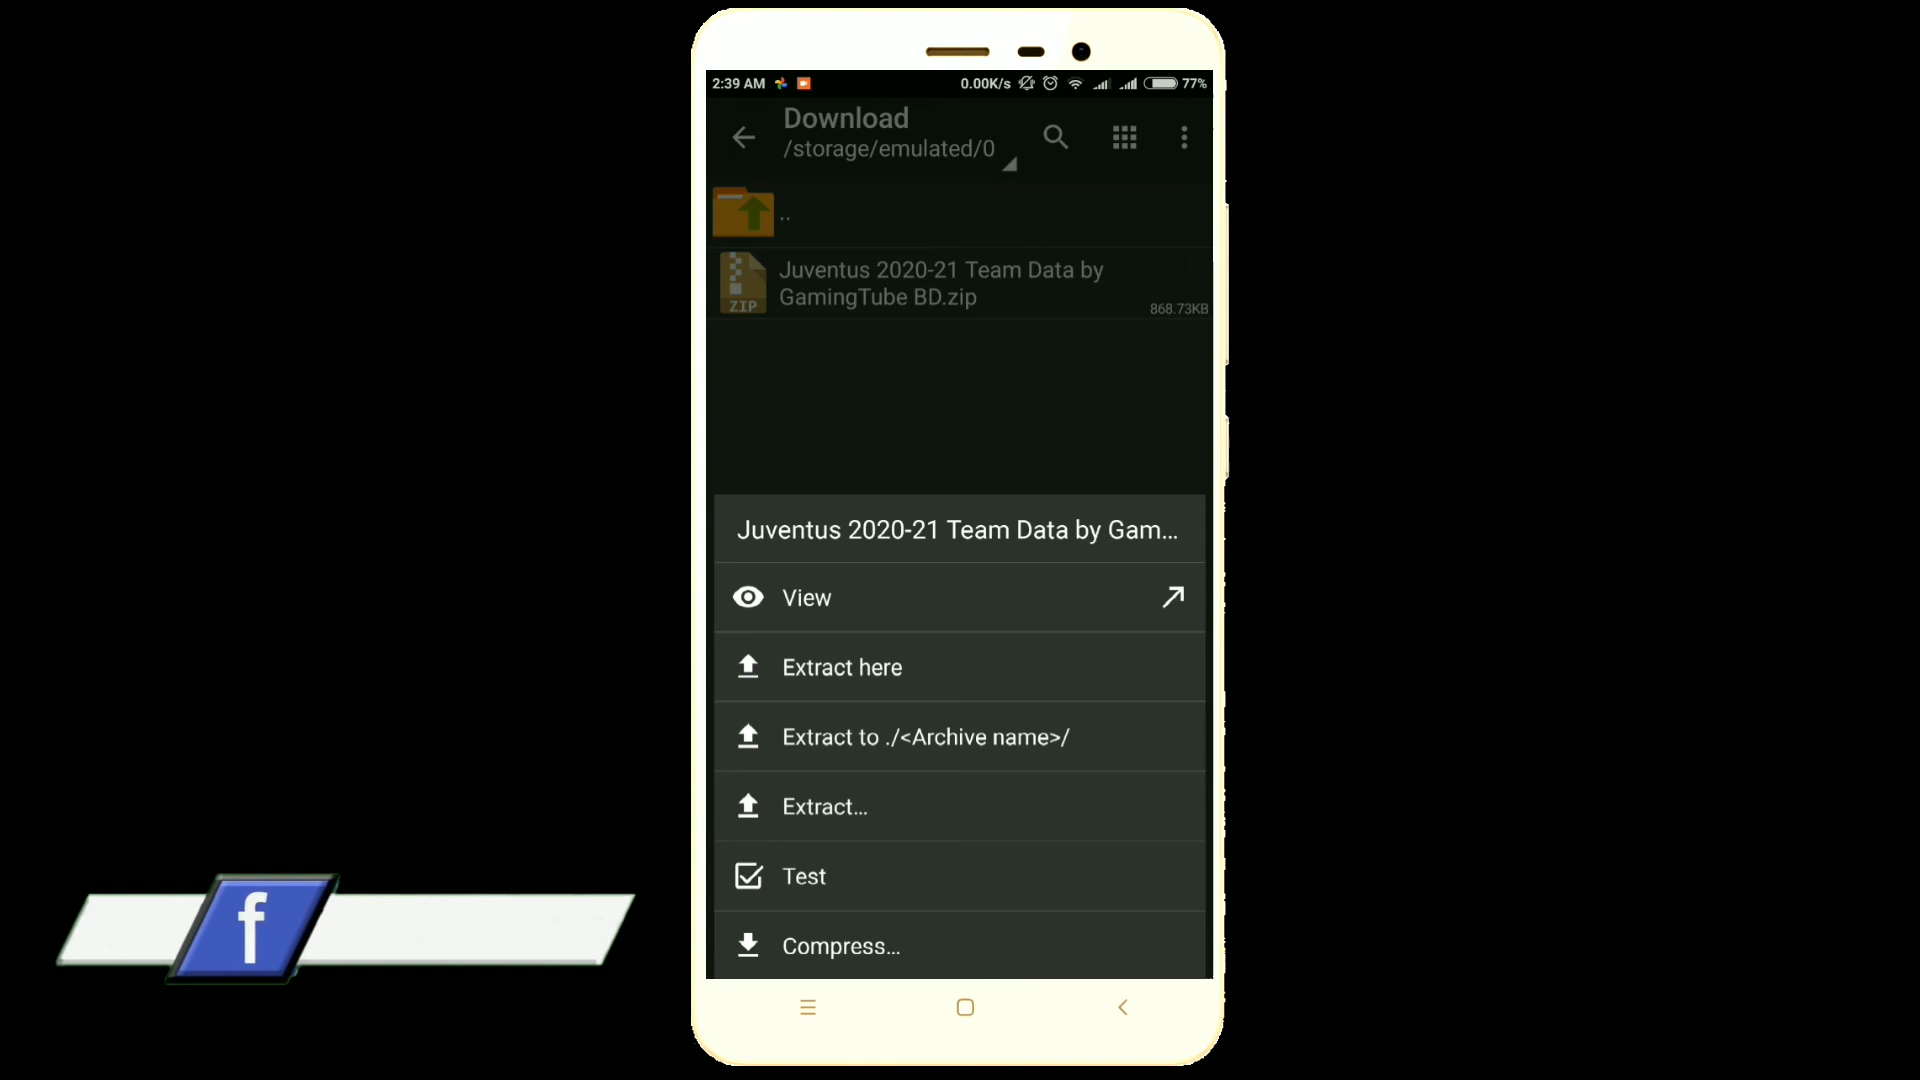 2:39 AM 0.00K/s 77%
Download
/storage/emulated/0
..
Juventus 2020-21 Team Data by
GamingTube BD.zip
ZIP
868.73KB
Juventus 2020-21 Team Data by Gam...
View
Extract here
Extract to ./<Archive name>/
Extract...
Test
Compress...
f